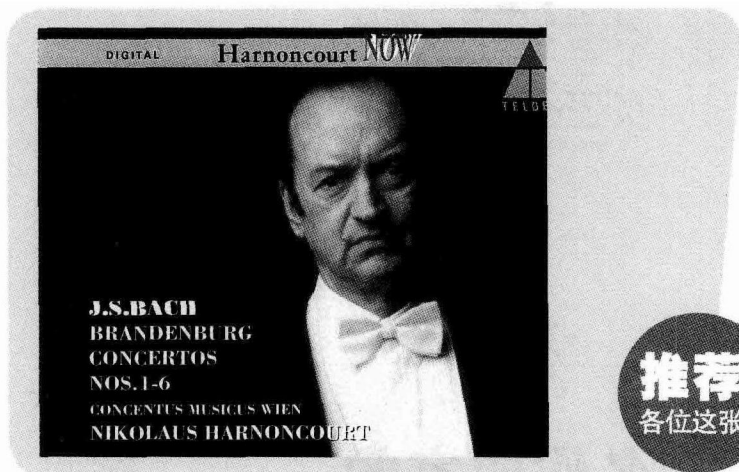 DIGITAL Harnoncourt NOW
TELDE
J.S.BACH
BRANDENBURG
CONCERTOS
NOS.1-6
CONCENTUS MUSICUS WIEN
NIKOLAUS HARNONCOURT
推荐
各位这张